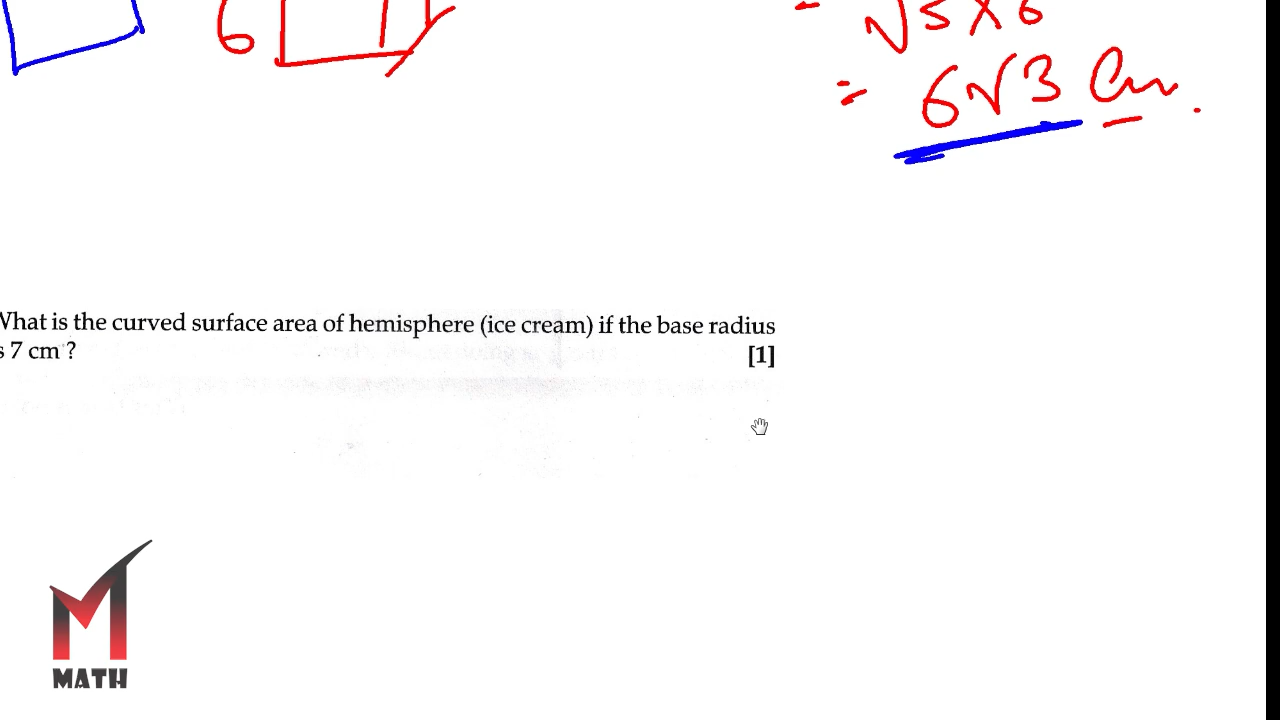 6
= √3 × 6
= 6√3 Cm.
What is the curved surface area of hemisphere (ice cream) if the base radius
s 7 cm ?
[1]
MATH